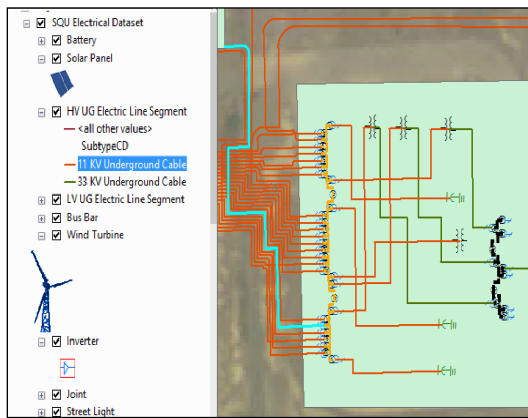 SQU Electrical Dataset
Battery
Solar Panel
HV UG Electric Line Segment
<all other values>
SubtypeCD
11 KV Underground Cable
33 KV Underground Cable
LV UG Electric Line Segment
Bus Bar
Wind Turbine
Inverter
Joint
Street Light